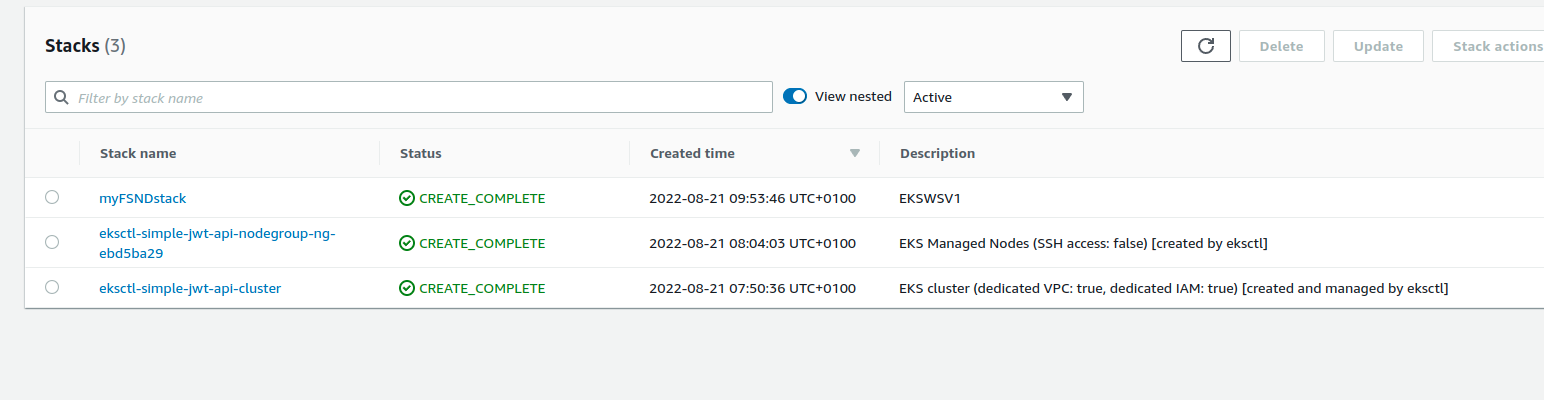 Stacks (3)
Delete
Update
Stack actions
Filter by stack name
View nested
Active
Stack name
Status
Created time
Description
myFSNDstack
CREATE_COMPLETE
2022-08-21 09:53:46 UTC+0100
EKSWSV1
eksctl-simple-jwt-api-nodegroup-ng-
ebd5ba29
CREATE_COMPLETE
2022-08-21 08:04:03 UTC+0100
EKS Managed Nodes (SSH access: false) [created by eksctl]
eksctl-simple-jwt-api-cluster
CREATE_COMPLETE
2022-08-21 07:50:36 UTC+0100
EKS cluster (dedicated VPC: true, dedicated IAM: true) [created and managed by eksctl]